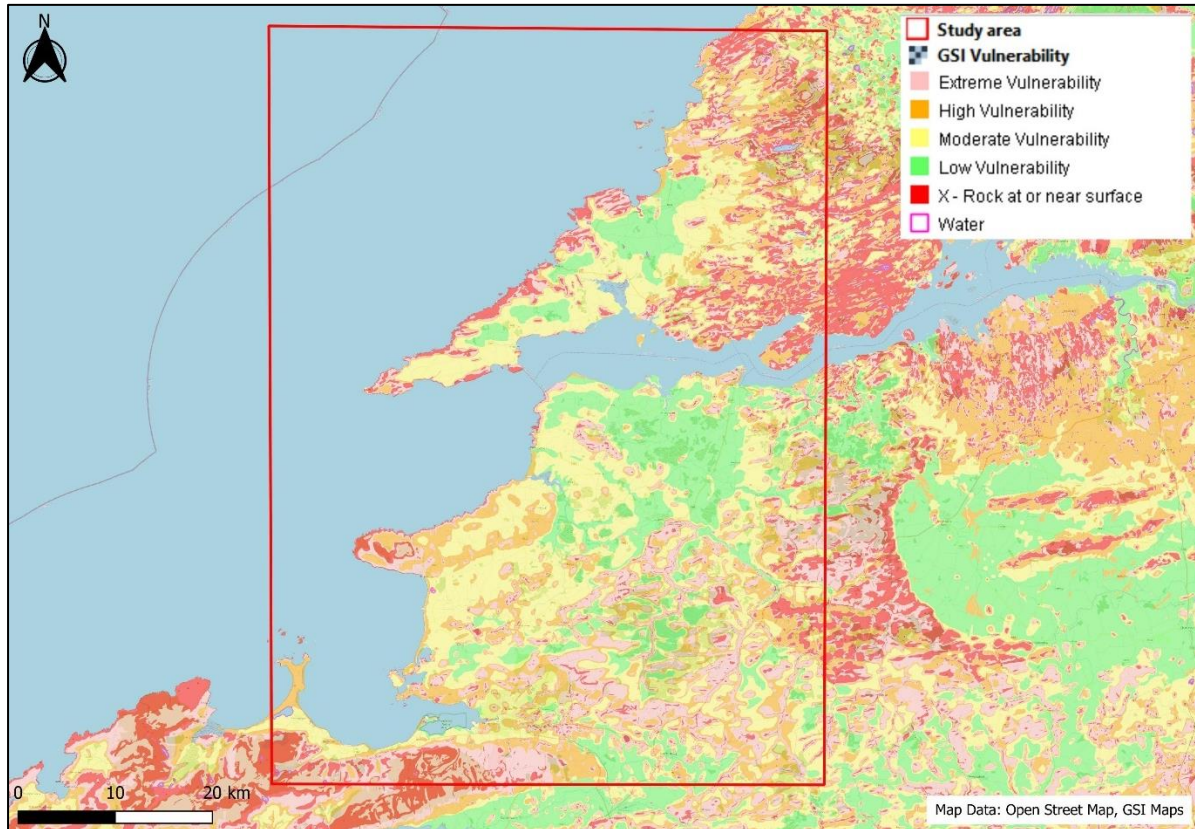 N
Study area
GSI Vulnerability
Extreme Vulnerability
High Vulnerability
Moderate Vulnerability
Low Vulnerability
X - Rock at or near surface
Water
0 10 20 km
Map Data: Open Street Map, GSI Maps